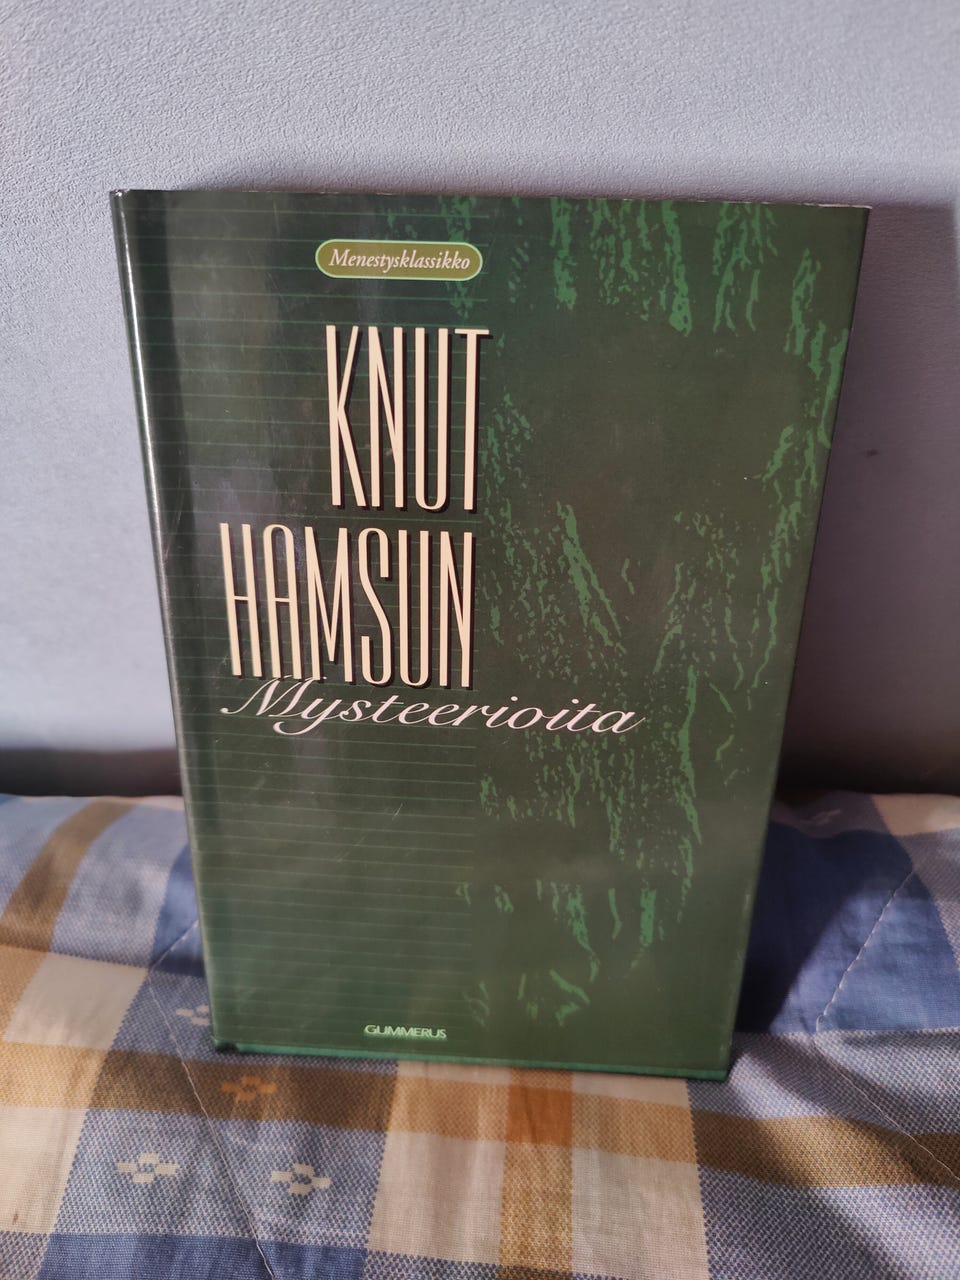 Menestysklassikko
KNUT
HAMSUN
Mysteerioita
GUMMERUS